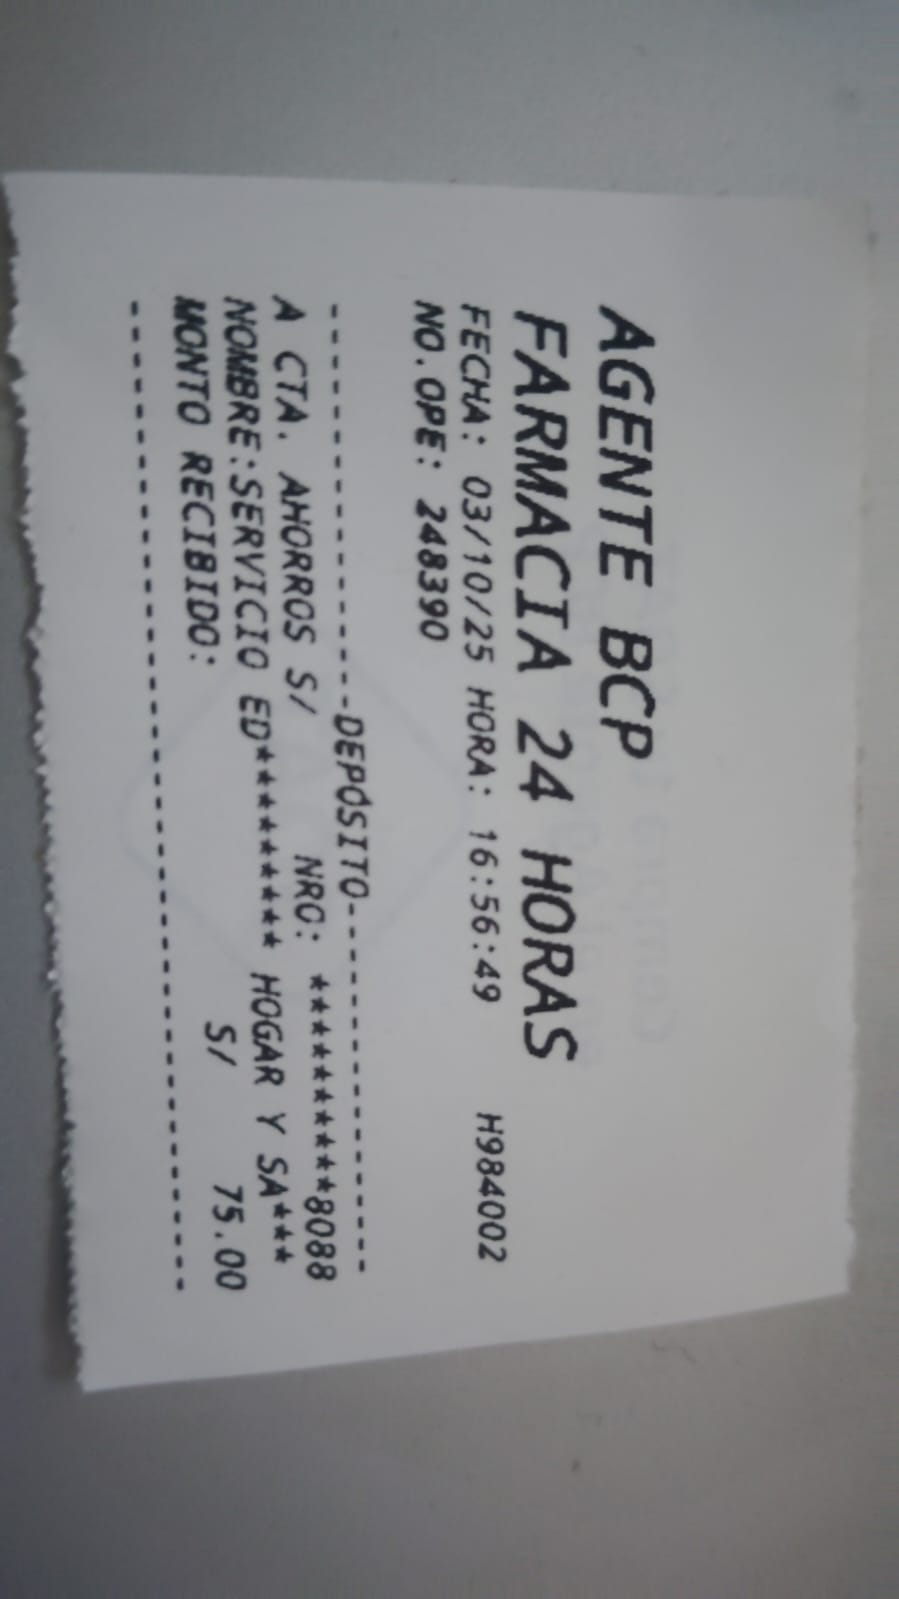 AGENTE BCP
FARMACIA 24 HORAS
FECHA: 03/10/25 HORA: 16:56:49 H984002
NO.OPE: 248390
-----------------DEPÓSITO-----------------
A CTA. AHORROS S/ NRO: **********8088
NOMBRE:SERVICIO ED********** HOGAR Y SA***
MONTO RECIBIDO: S/ 75.00
------------------------------------------